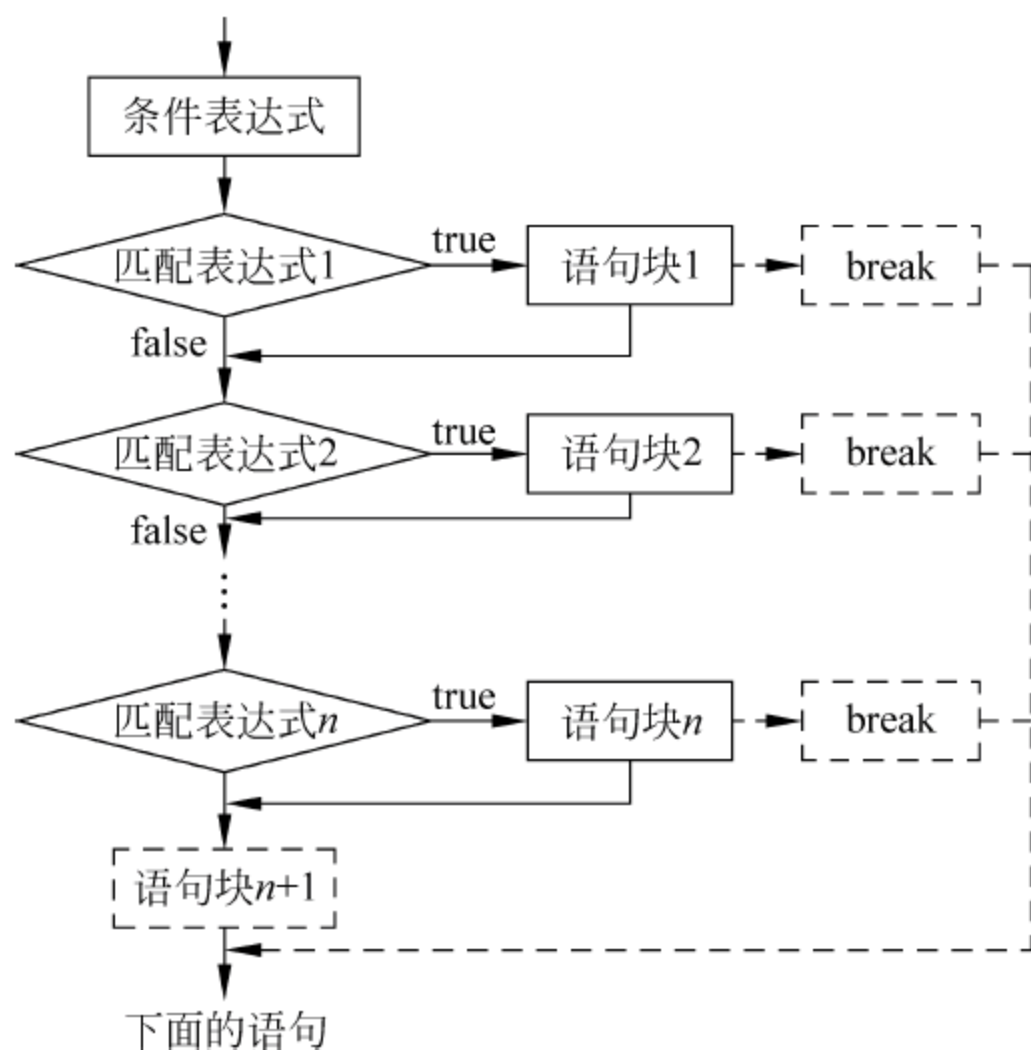 条件表达式
匹配表达式1
true
语句块1
break
false
匹配表达式2
true
语句块2
break
false
⋮
匹配表达式n
true
语句块n
break
语句块n+1
下面的语句